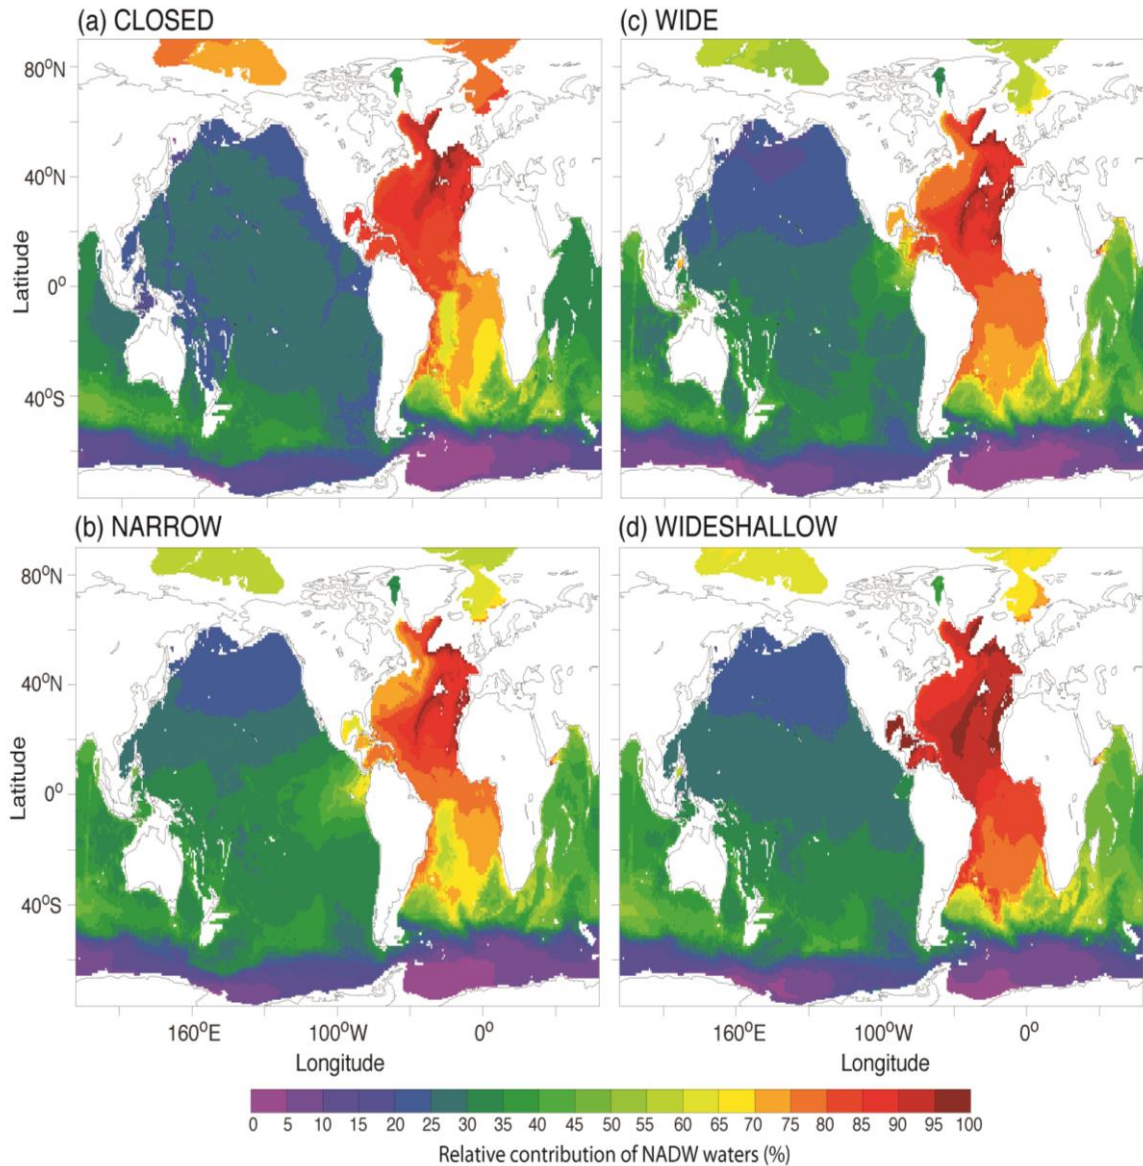 (a) CLOSED
(c) WIDE
80°N
40°N
0°
40°S
Latitude
(b) NARROW
(d) WIDESHALLOW
80°N
40°N
0°
40°S
Latitude
160°E 100°W 0° 160°E 100°W 0°
Longitude Longitude
0 5 10 15 20 25 30 35 40 45 50 55 60 65 70 75 80 85 90 95 100
Relative contribution of NADW waters (%)